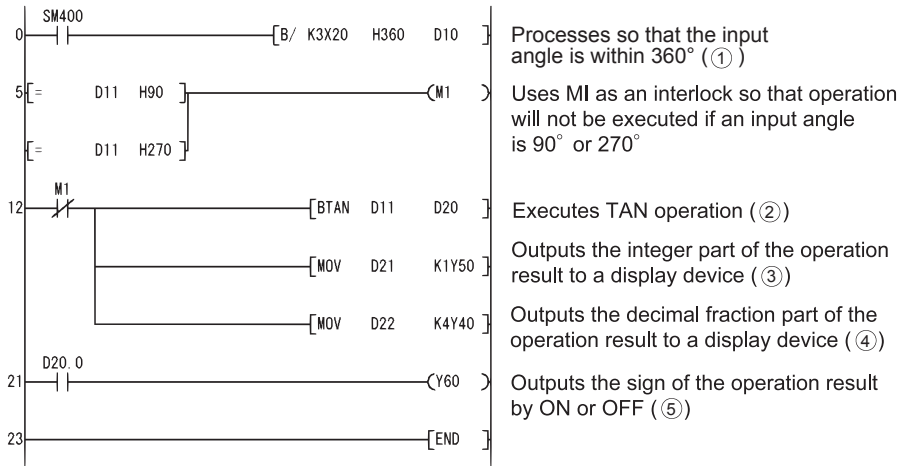 SM400
0 [B/ K3X20 H360 D10 ]
Processes so that the input
angle is within 360° (①)
5 [= D11 H90 ] (M1 )
Uses MI as an interlock so that operation
will not be executed if an input angle
is 90° or 270°
[= D11 H270 ]
M1
12 [BTAN D11 D20 ]
Executes TAN operation (②)
[MOV D21 K1Y50 ]
Outputs the integer part of the operation
result to a display device (③)
[MOV D22 K4Y40 ]
Outputs the decimal fraction part of the
operation result to a display device (④)
D20.0
21 (Y60 )
Outputs the sign of the operation result
by ON or OFF (⑤)
23 [END ]